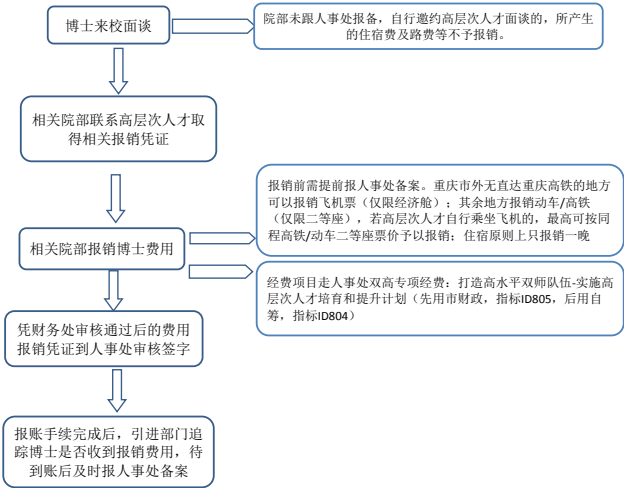 博士来校面谈
院部未跟人事处报备，自行邀约高层次人才面谈的，所产生
的住宿费及路费等不予报销。
相关院部联系高层次人才取
得相关报销凭证
报销前需提前报人事处备案。重庆市外无直达重庆高铁的地方
可以报销飞机票（仅限经济舱）；其余地方报销动车/高铁
（仅限二等座），若高层次人才自行乘坐飞机的，最高可按同
程高铁/动车二等座票价予以报销；住宿原则上只报销一晚
相关院部报销博士费用
经费项目走人事处双高专项经费：打造高水平双师队伍-实施高
层次人才培育和提升计划（先用市财政，指标ID805，后用自
筹，指标ID804）
凭财务处审核通过后的费用
报销凭证到人事处审核签字
报账手续完成后，引进部门追
踪博士是否收到报销费用，待
到账后及时报人事处备案